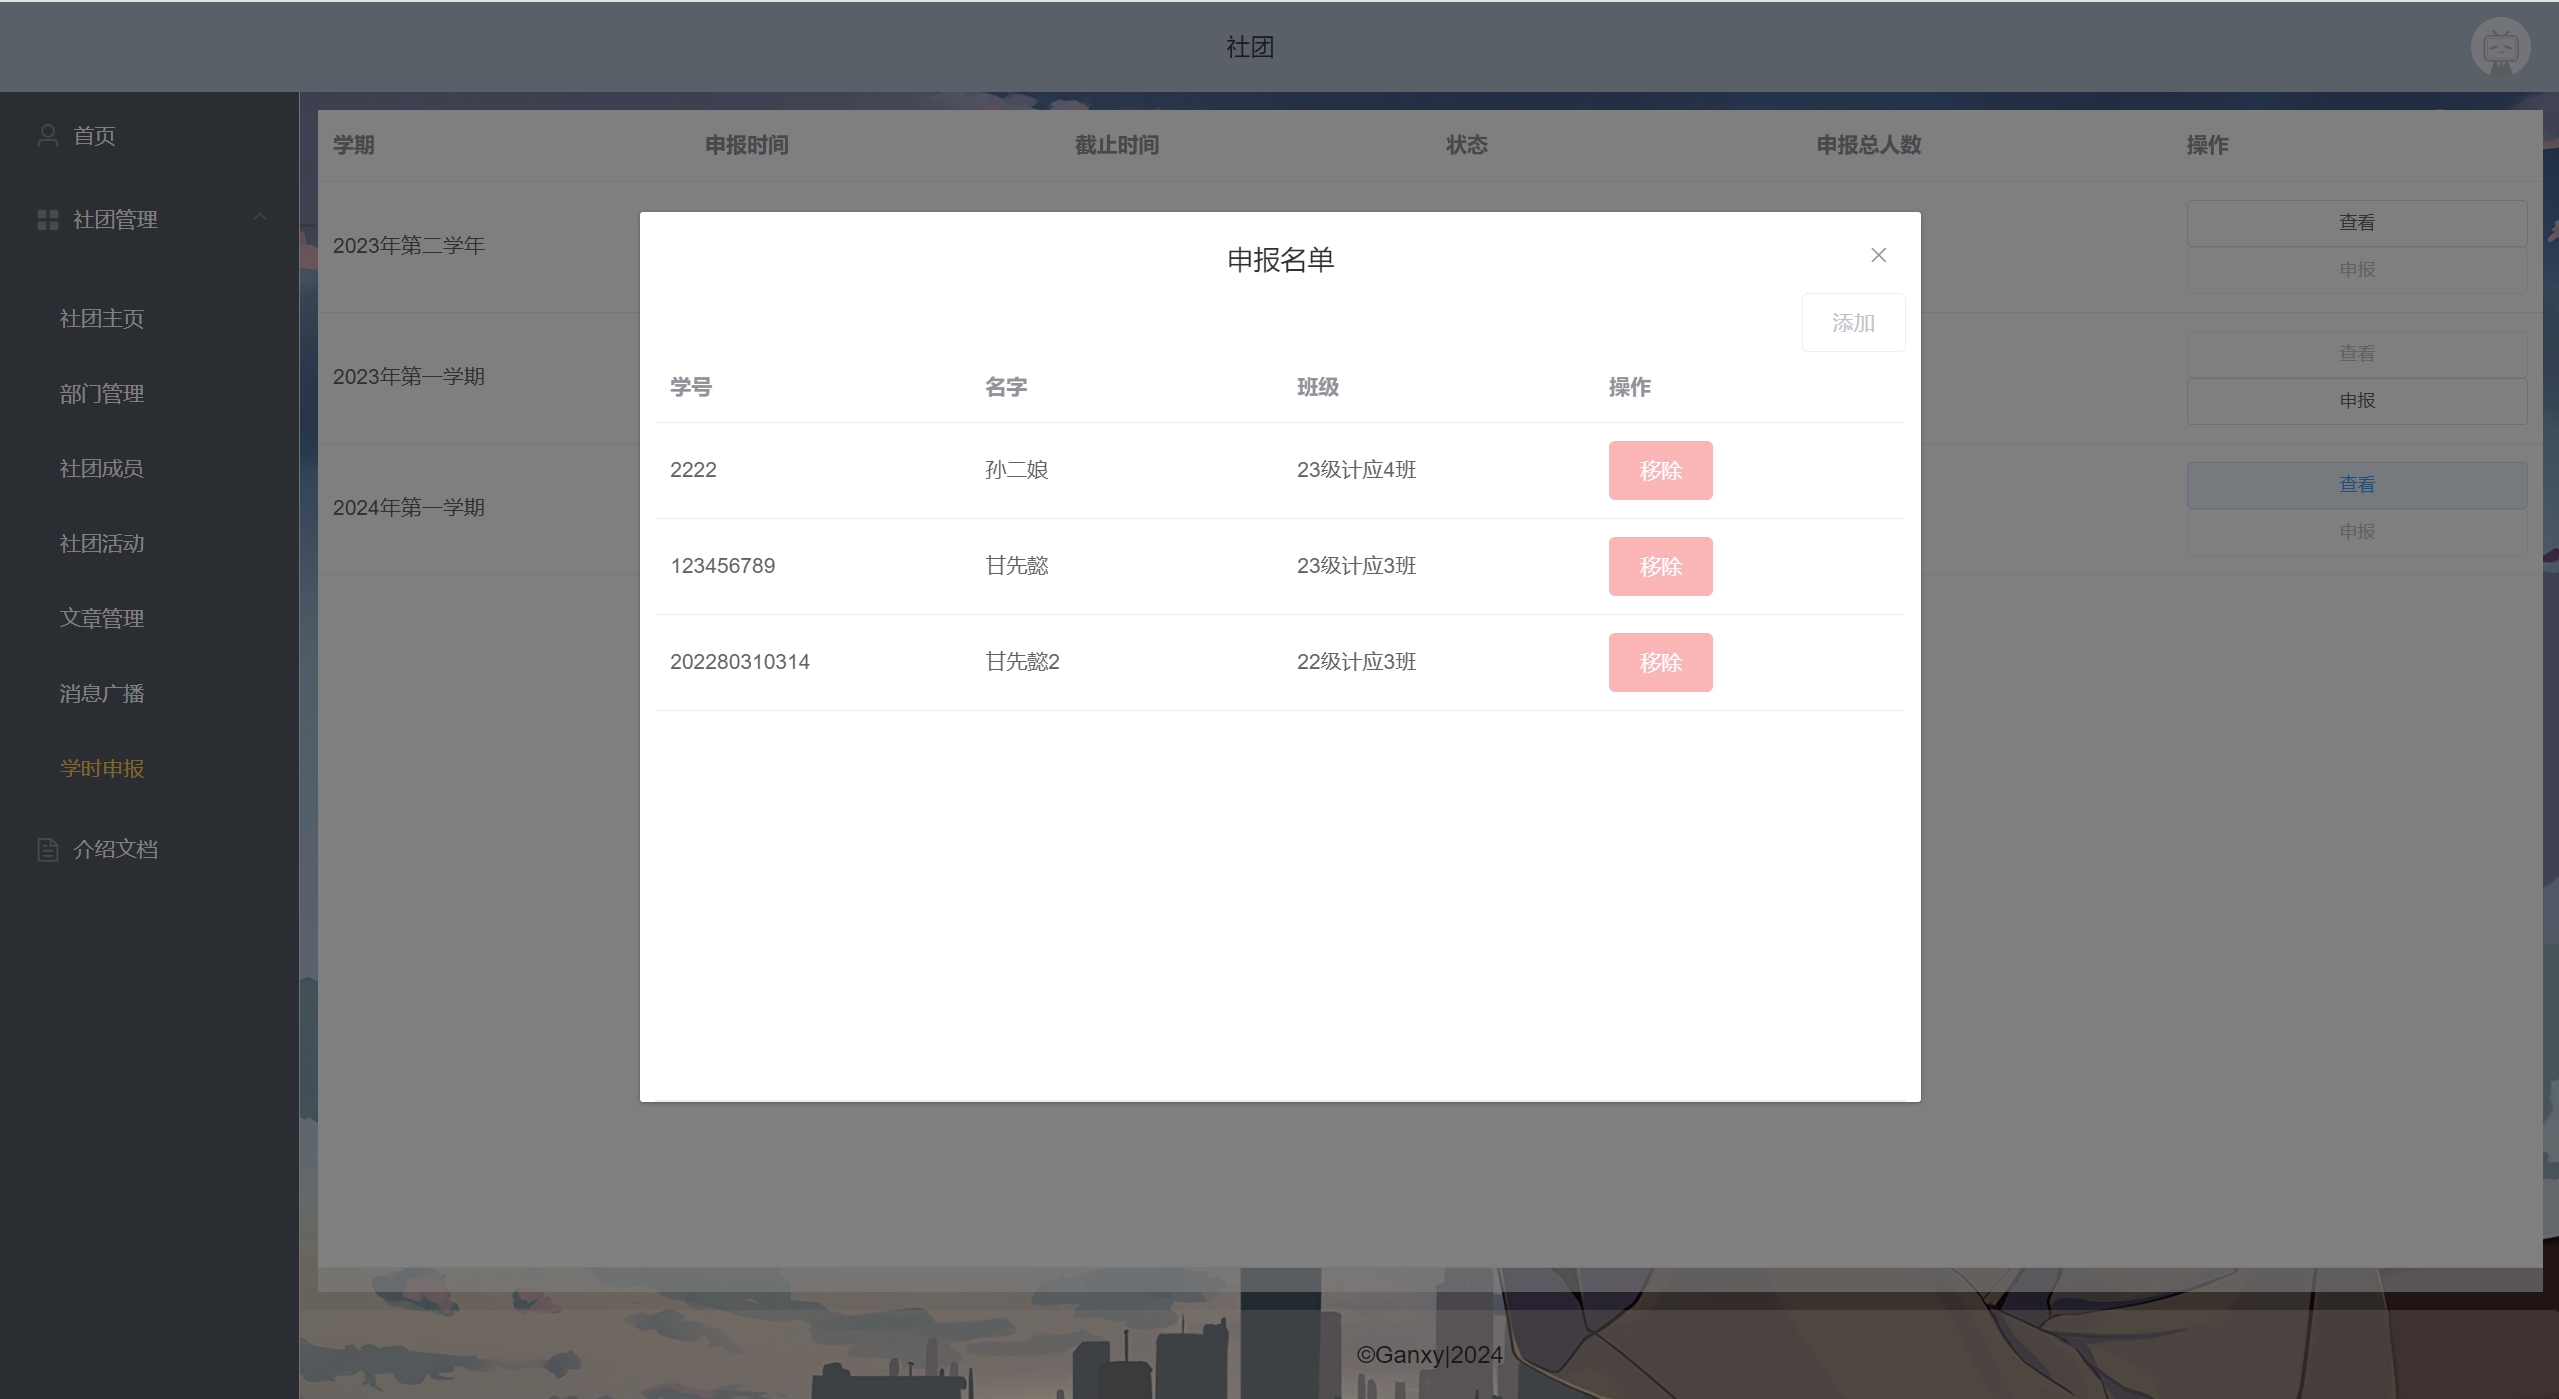 社团
首页
社团管理
社团主页
部门管理
社团成员
社团活动
文章管理
消息广播
学时申报
介绍文档
学期 申报时间 截止时间 状态 申报总人数 操作
2023年第二学年 查看
申报
2023年第一学期 查看
申报
2024年第一学期 查看
申报
申报名单
添加
学号 名字 班级 操作
2222 孙二娘 23级计应4班 移除
123456789 甘先懿 23级计应3班 移除
202280310314 甘先懿2 22级计应3班 移除
©Ganxy|2024